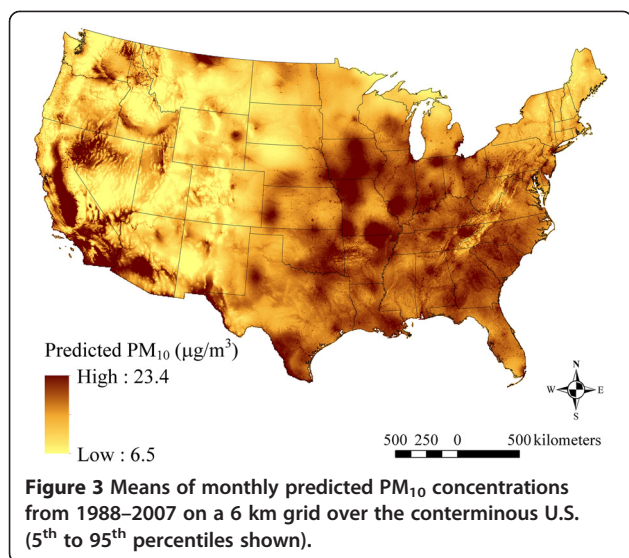 Predicted PM₁₀ (µg/m³)
High : 23.4
Low : 6.5
N
W E
S
500 250 0 500 kilometers
Figure 3 Means of monthly predicted PM₁₀ concentrations
from 1988–2007 on a 6 km grid over the conterminous U.S.
(5ᵗʰ to 95ᵗʰ percentiles shown).